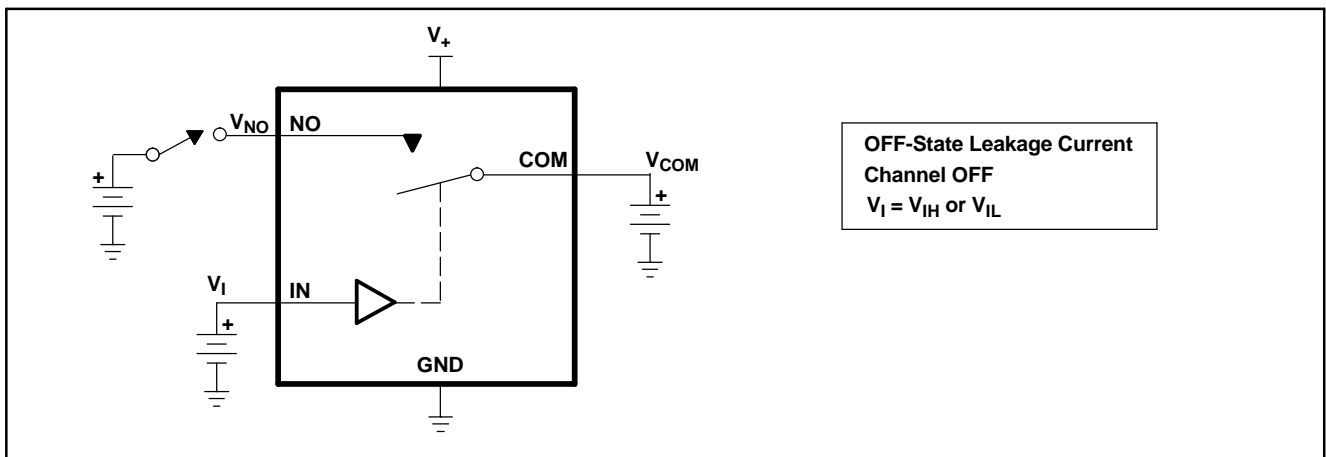 V+
VNO
NO
+
COM
VCOM
+
VI
IN
+
GND
OFF-State Leakage Current
Channel OFF
VI = VIH or VIL